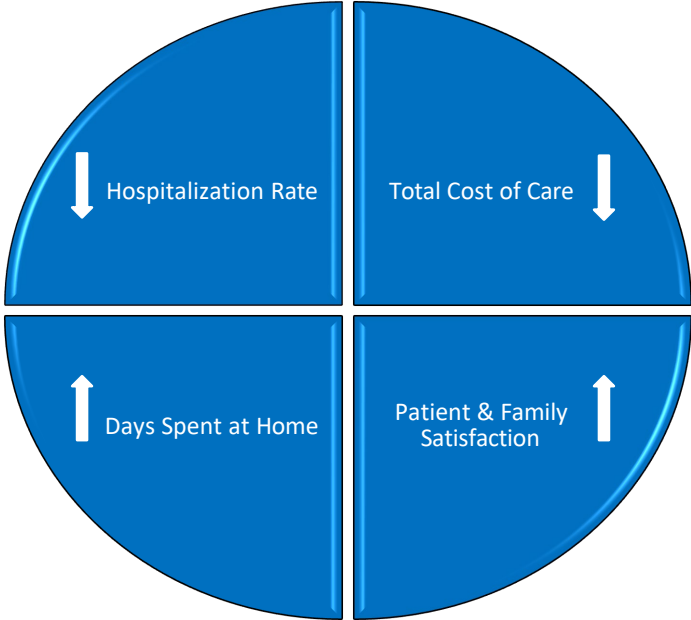 Hospitalization Rate
Total Cost of Care
Days Spent at Home
Patient & Family
Satisfaction